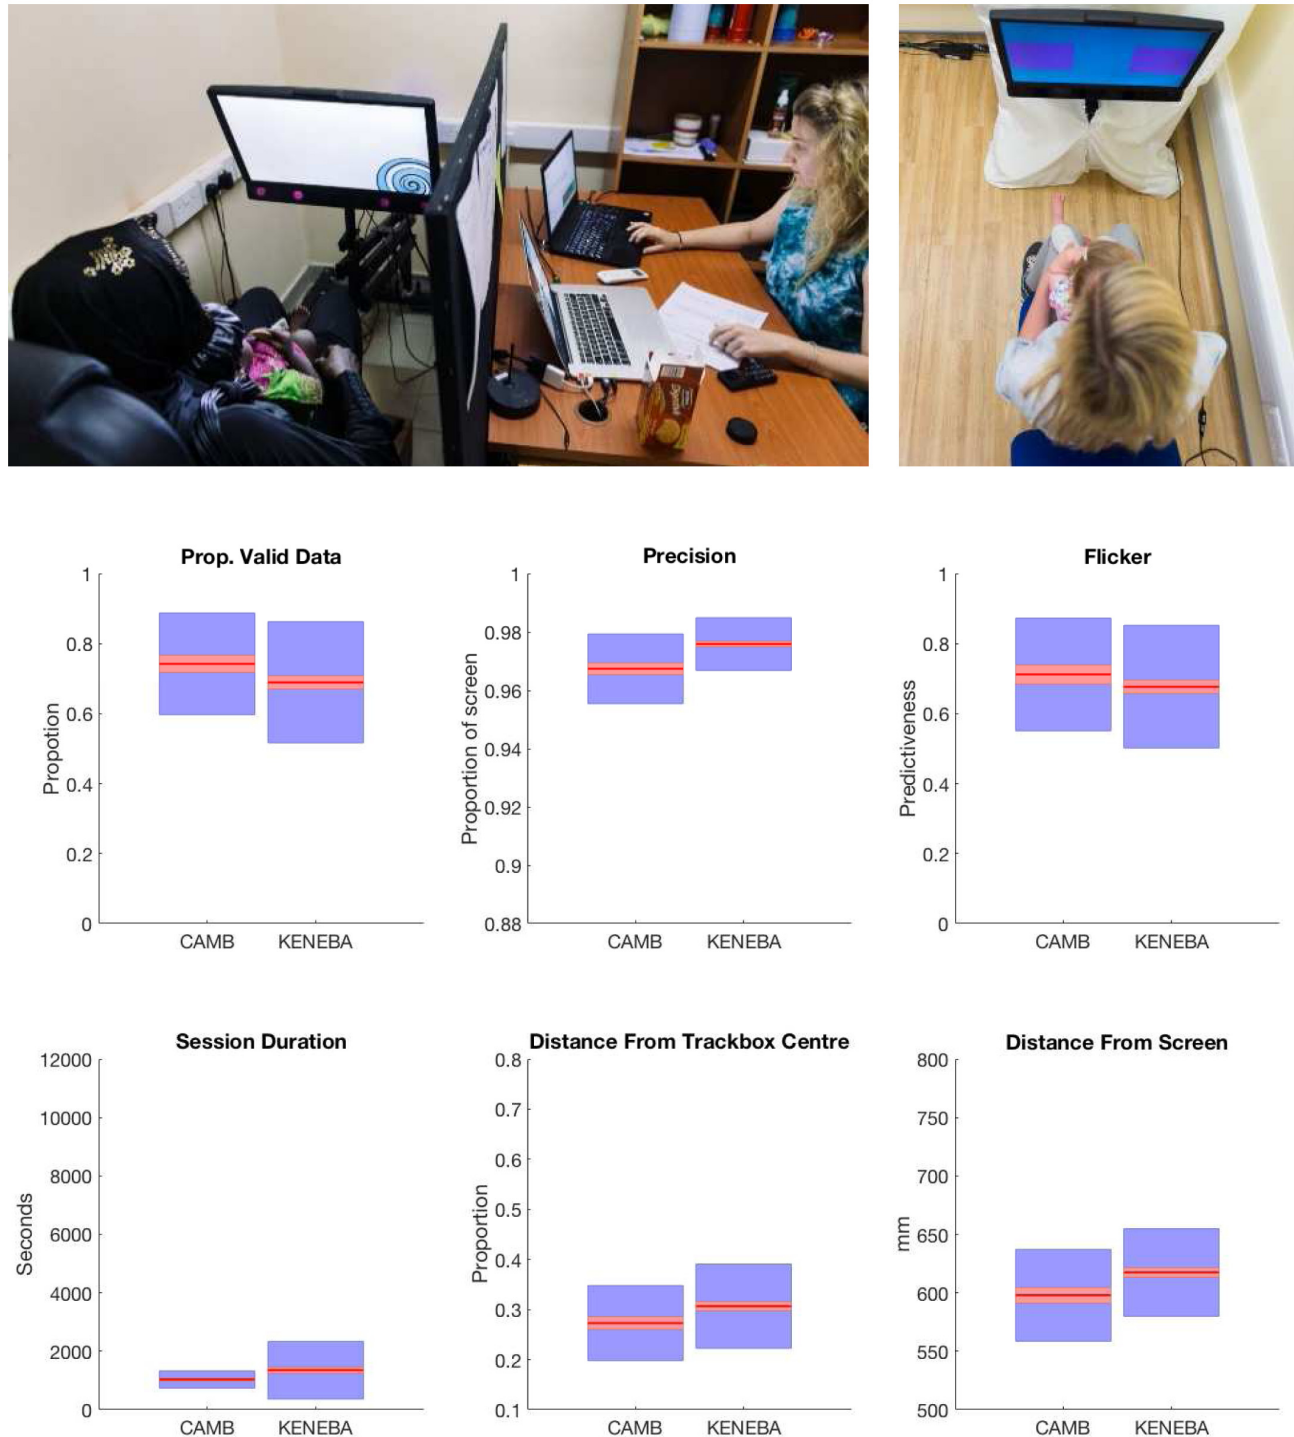 Prop. Valid Data
Propotion
1
0.8
0.6
0.4
0.2
0
CAMB KENEBA
Precision
Proportion of screen
1
0.98
0.96
0.94
0.92
0.9
0.88
CAMB KENEBA
Flicker
Predictiveness
1
0.8
0.6
0.4
0.2
0
CAMB KENEBA
Session Duration
Seconds
12000
10000
8000
6000
4000
2000
0
CAMB KENEBA
Distance From Trackbox Centre
Proportion
0.8
0.7
0.6
0.5
0.4
0.3
0.2
0.1
CAMB KENEBA
Distance From Screen
mm
800
750
700
650
600
550
500
CAMB KENEBA